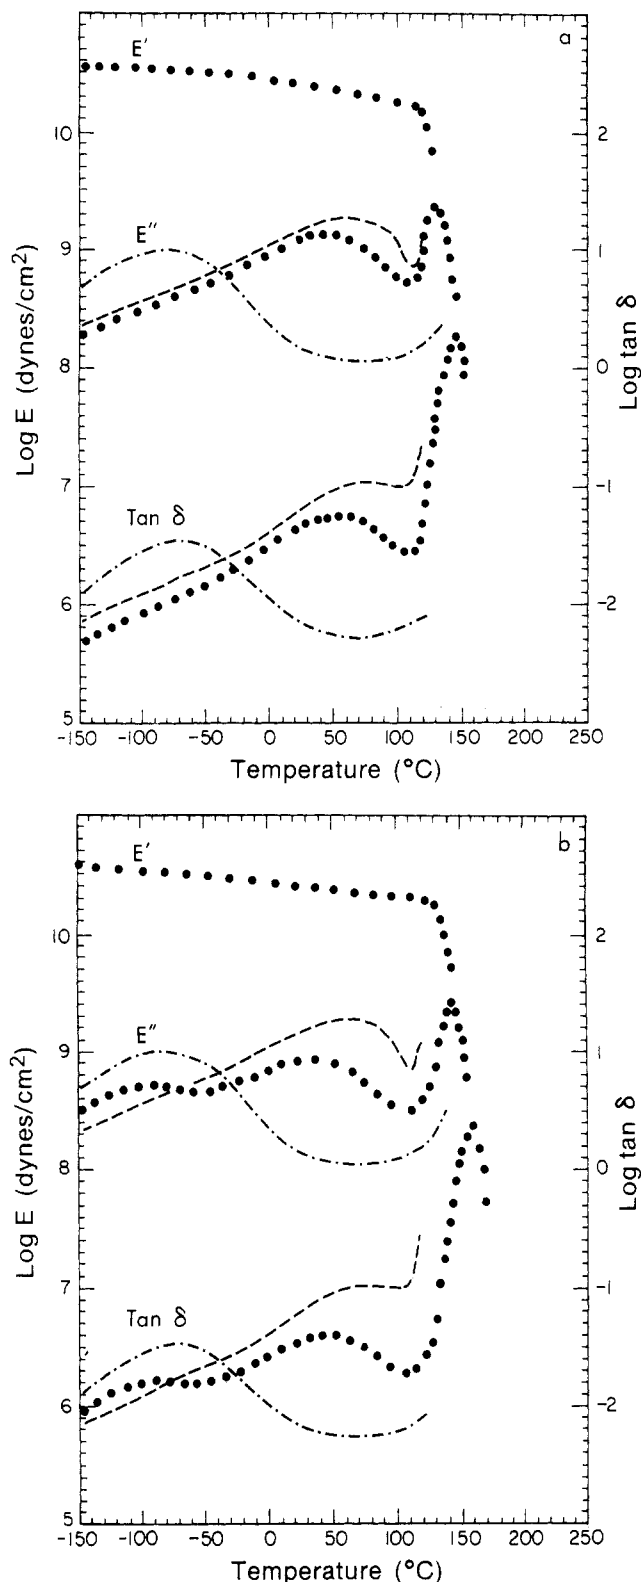 a
E′
10
2
E″
9
1
8
0
7
-1
Tan δ
6
-2
5
Log E (dynes/cm²)
Log tan δ
-150 -100 -50 0 50 100 150 200 250
Temperature (°C)
b
E′
10
2
E″
9
1
8
0
7
-1
Tan δ
6
-2
5
Log E (dynes/cm²)
Log tan δ
-150 -100 -50 0 50 100 150 200 250
Temperature (°C)